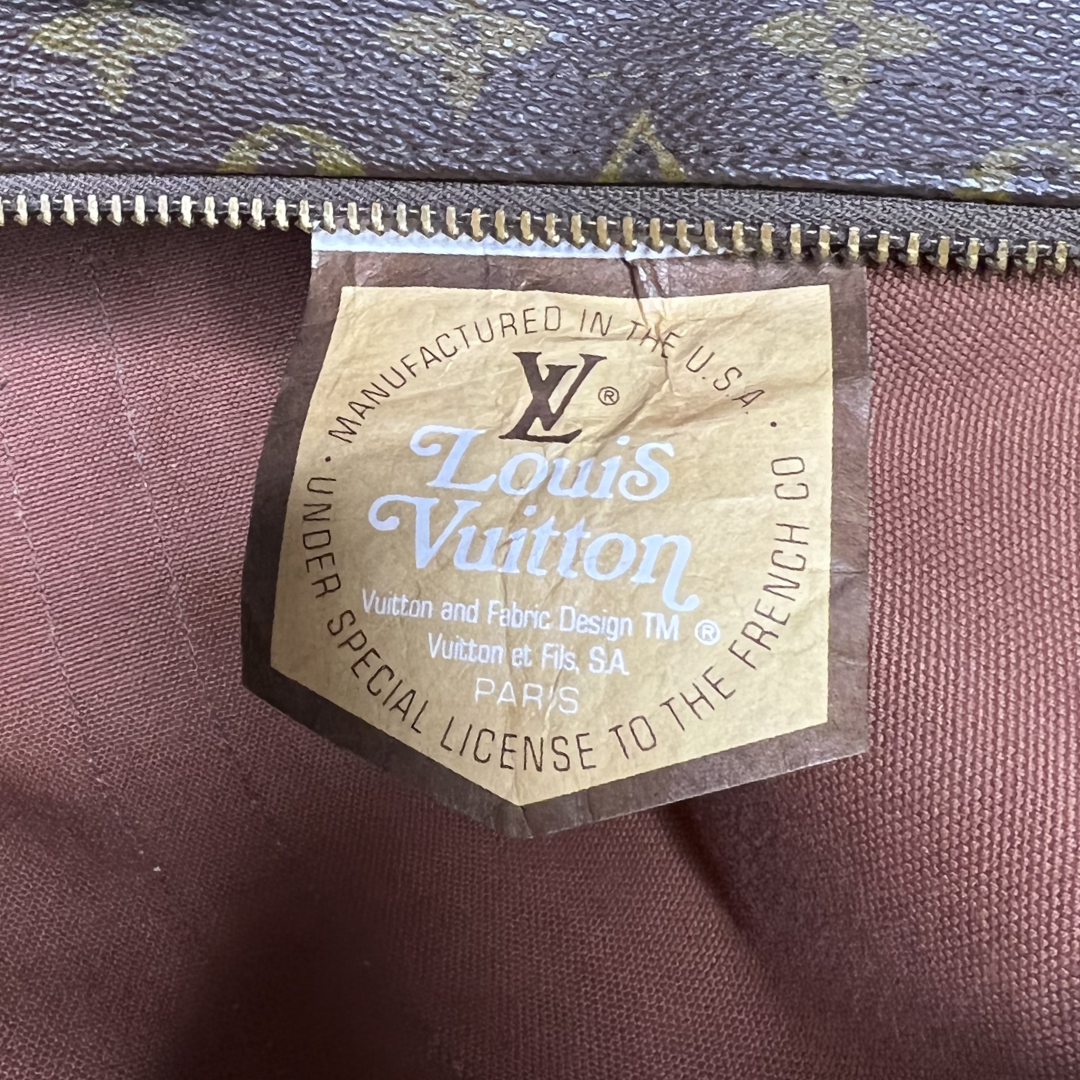 · MANUFACTURED IN THE U.S.A. ·
LV ®
Louis
Vuitton
Vuitton and Fabric Design TM ®
Vuitton et Fils, S.A.
PARIS
UNDER SPECIAL LICENSE TO THE FRENCH CO